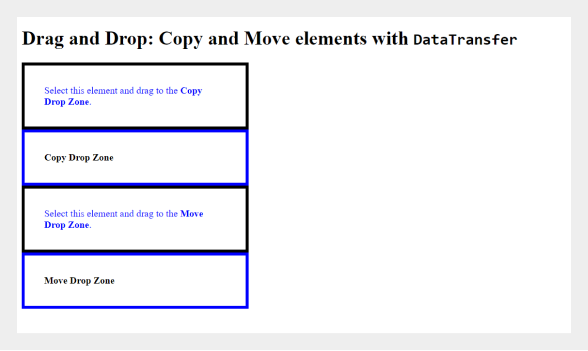 Drag and Drop: Copy and Move elements with DataTransfer
Select this element and drag to the Copy
Drop Zone.
Copy Drop Zone
Select this element and drag to the Move
Drop Zone.
Move Drop Zone